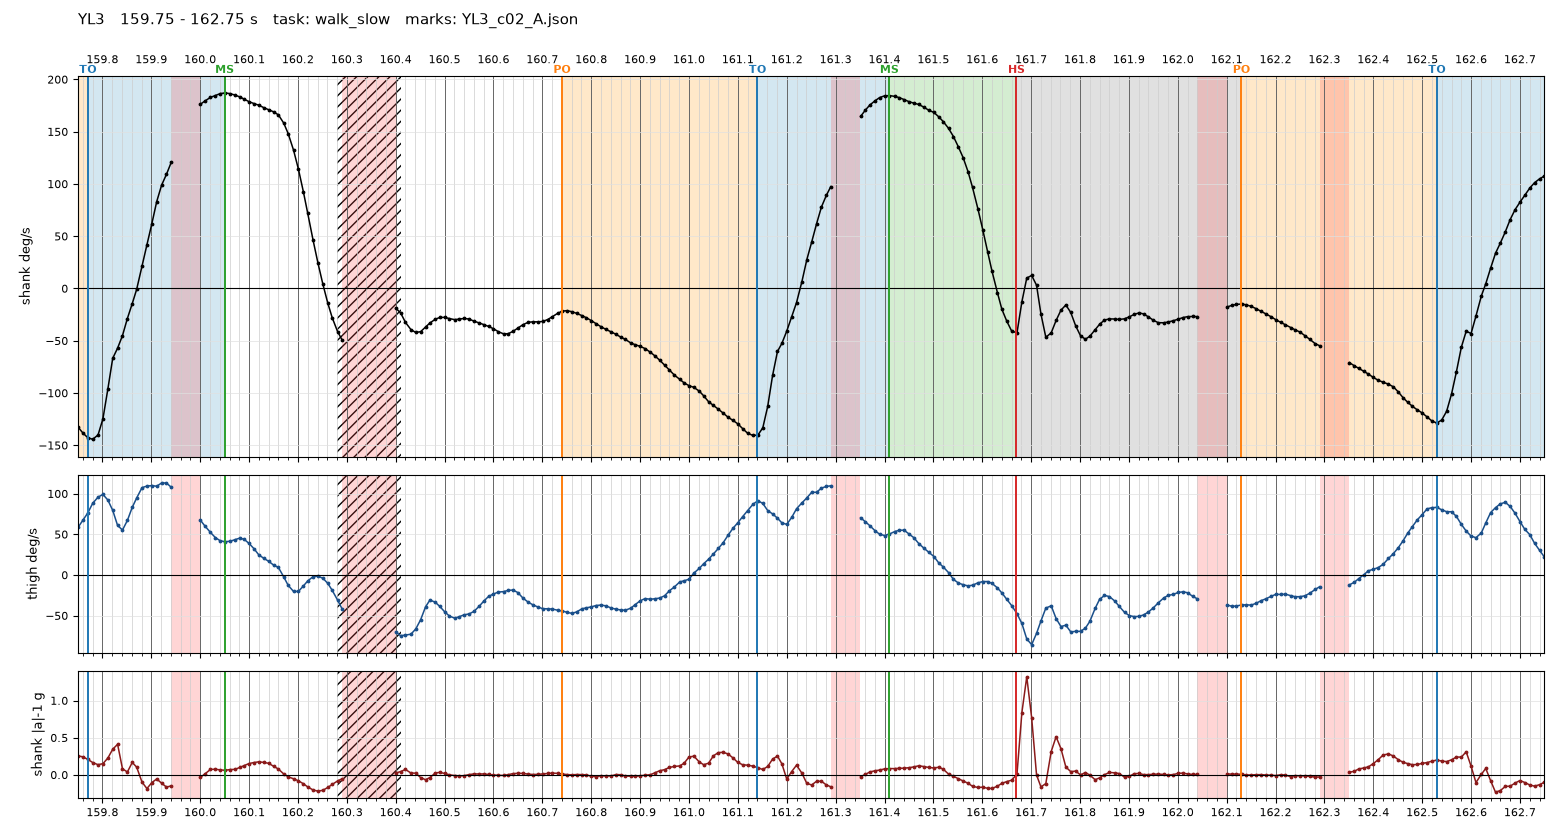 YL3   159.75 - 162.75 s   task: walk_slow   marks: YL3_c02_A.json
159.8 159.9 160.0 160.1 160.2 160.3 160.4 160.5 160.6 160.7 160.8 160.9 161.0 161.1 161.2 161.3 161.4 161.5 161.6 161.7 161.8 161.9 162.0 162.1 162.2 162.3 162.4 162.5 162.6 162.7
TO MS PO TO MS HS PO TO
200
150
100
50
0
−50
−100
−150
shank deg/s
100
50
0
−50
thigh deg/s
1.0
0.5
0.0
shank |a|-1 g
159.8 159.9 160.0 160.1 160.2 160.3 160.4 160.5 160.6 160.7 160.8 160.9 161.0 161.1 161.2 161.3 161.4 161.5 161.6 161.7 161.8 161.9 162.0 162.1 162.2 162.3 162.4 162.5 162.6 162.7